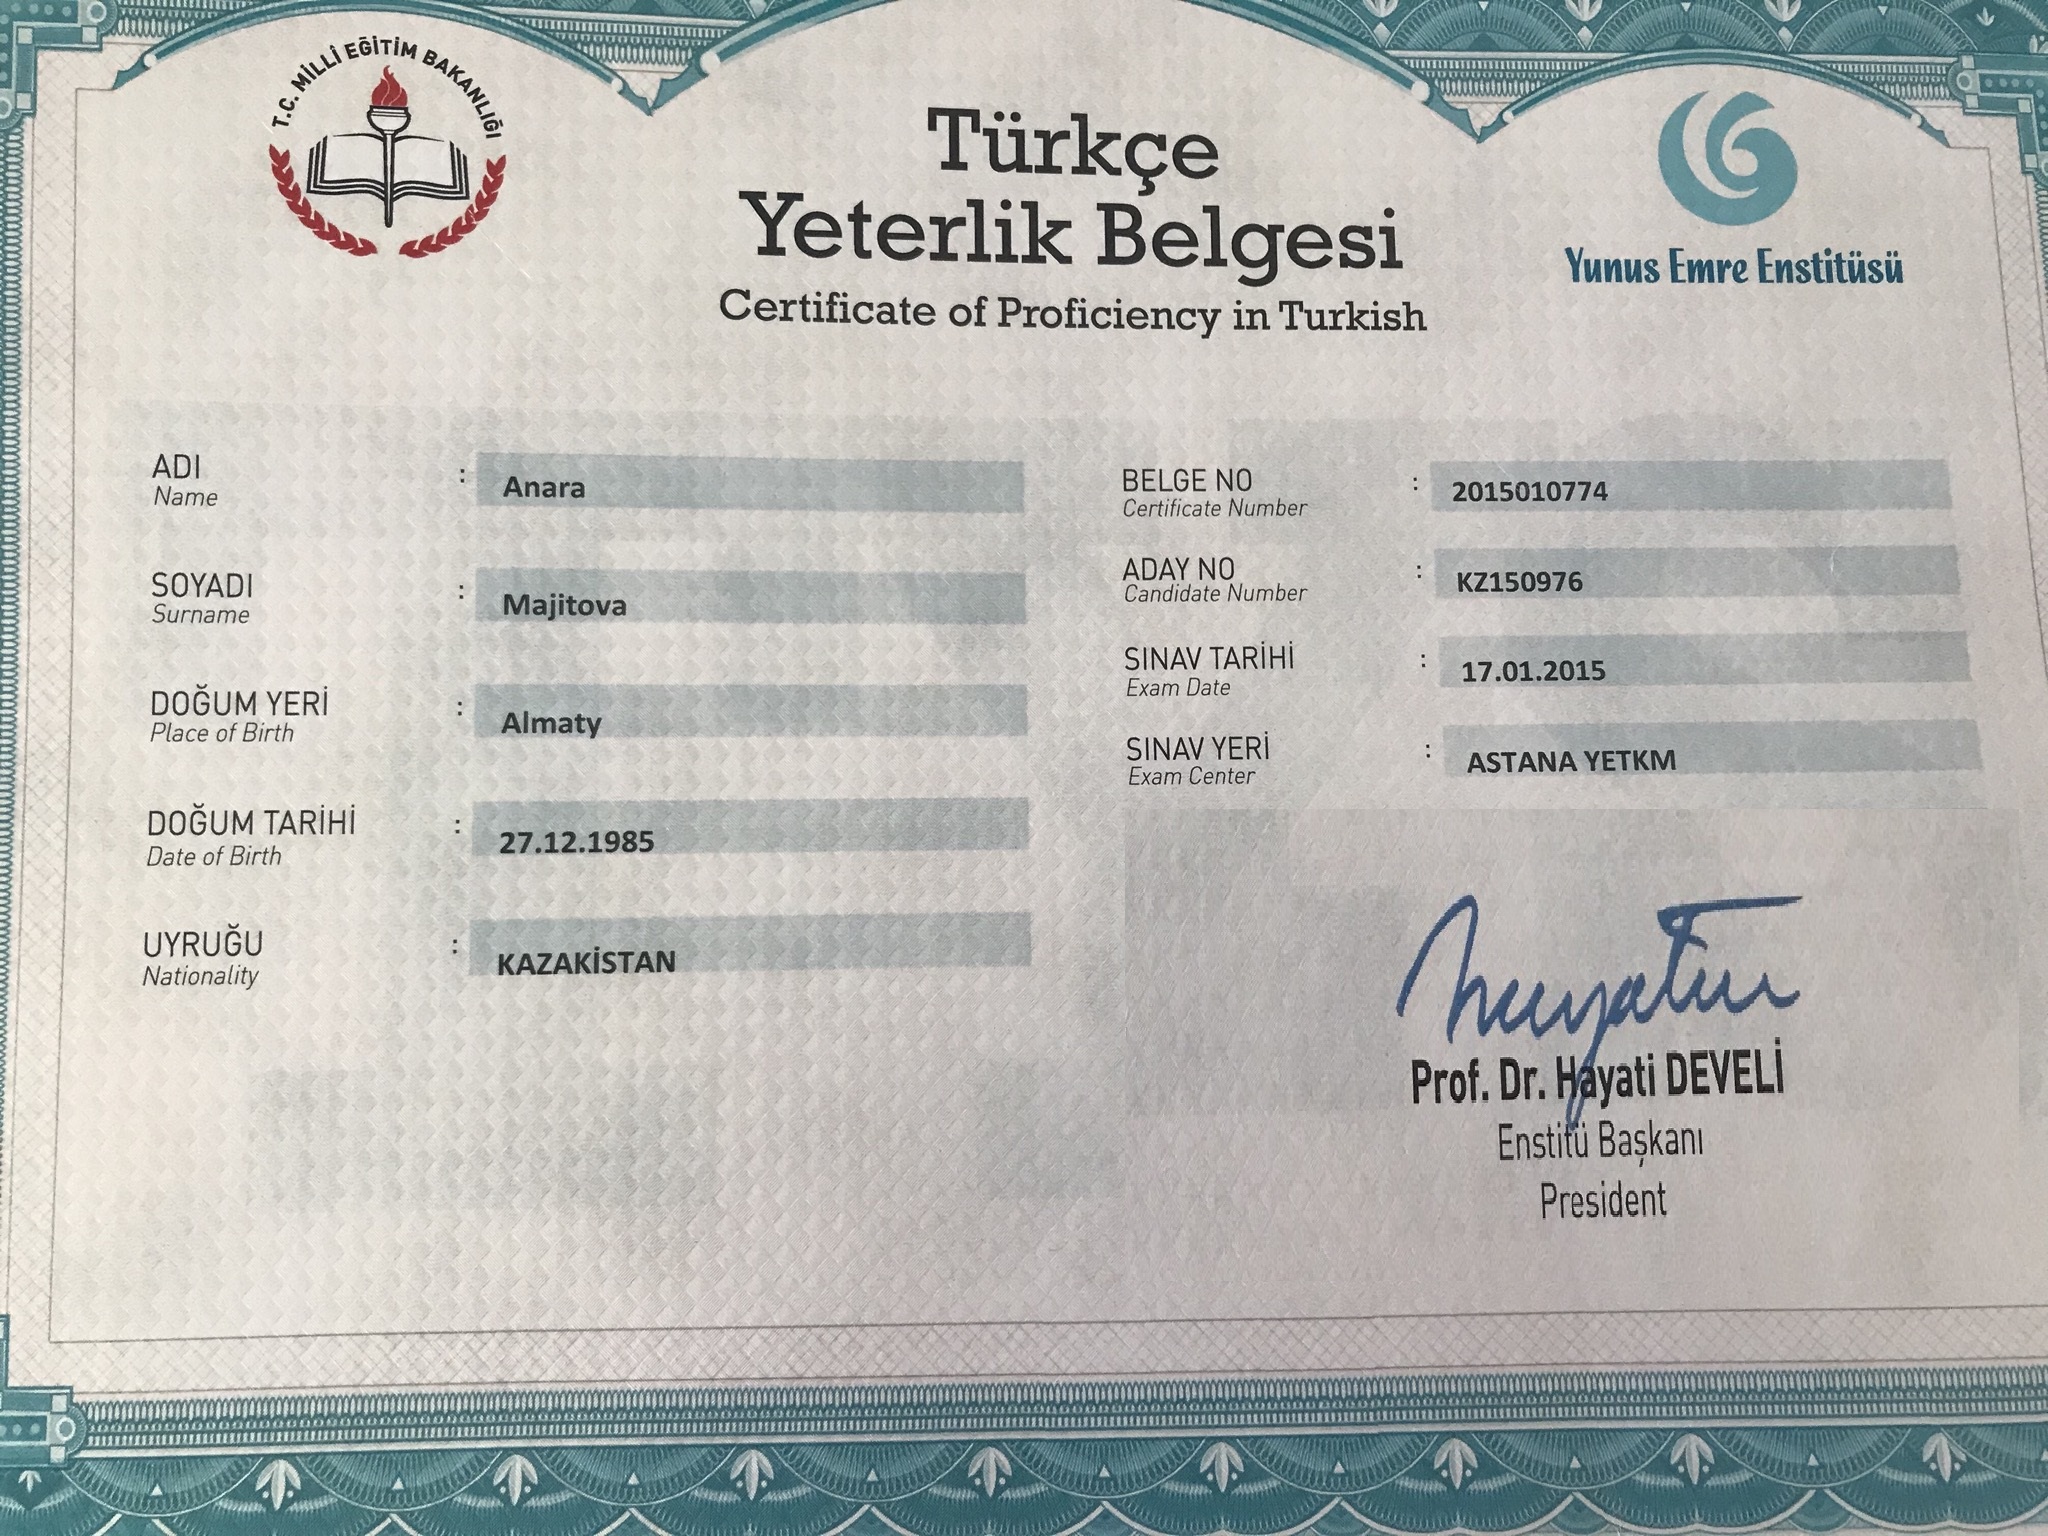 T.C. MİLLÎ EĞİTİM BAKANLIĞI
Türkçe
Yeterlik Belgesi
Certificate of Proficiency in Turkish
Yunus Emre Enstitüsü
ADI
Name
: Anara
SOYADI
Surname
: Majitova
DOĞUM YERİ
Place of Birth
: Almaty
DOĞUM TARİHİ
Date of Birth
: 27.12.1985
UYRUĞU
Nationality
: KAZAKİSTAN
BELGE NO
Certificate Number
: 2015010774
ADAY NO
Candidate Number
: KZ150976
SINAV TARİHİ
Exam Date
: 17.01.2015
SINAV YERİ
Exam Center
: ASTANA YETKM
Prof. Dr. Hayati DEVELİ
Enstitü Başkanı
President